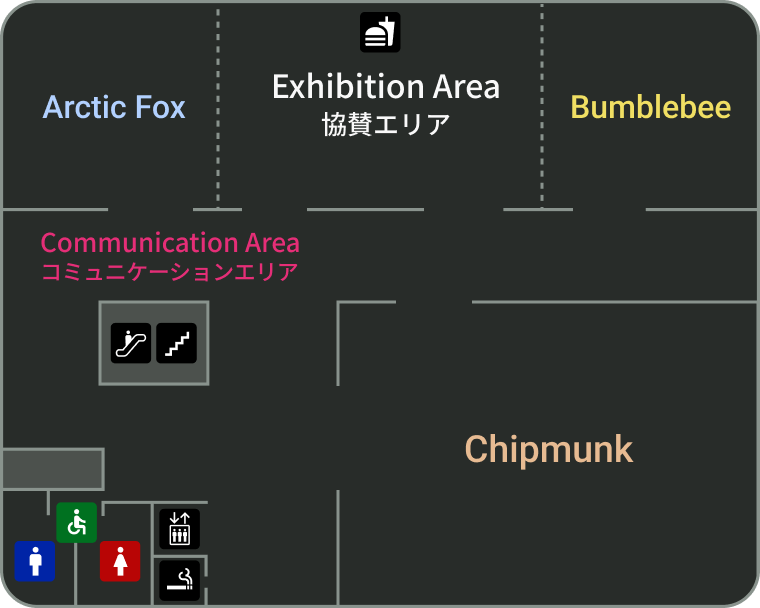 Arctic Fox
Exhibition Area
協賛エリア
Bumblebee
Communication Area
コミュニケーションエリア
Chipmunk